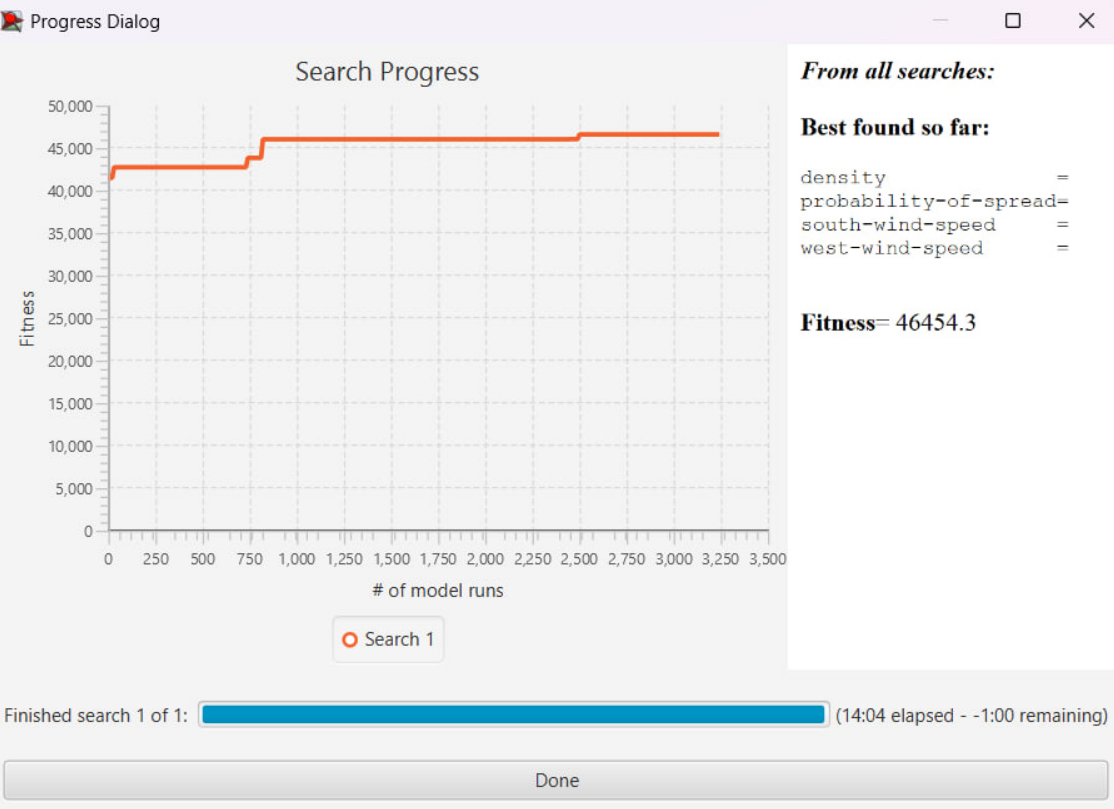 Progress Dialog
Search Progress
50,000
45,000
40,000
35,000
30,000
25,000
20,000
15,000
10,000
5,000
0
Fitness
0 250 500 750 1,000 1,250 1,500 1,750 2,000 2,250 2,500 2,750 3,000 3,250 3,500
# of model runs
Search 1
From all searches:
Best found so far:
density =
probability-of-spread=
south-wind-speed =
west-wind-speed =
Fitness= 46454.3
Finished search 1 of 1: (14:04 elapsed - -1:00 remaining)
Done